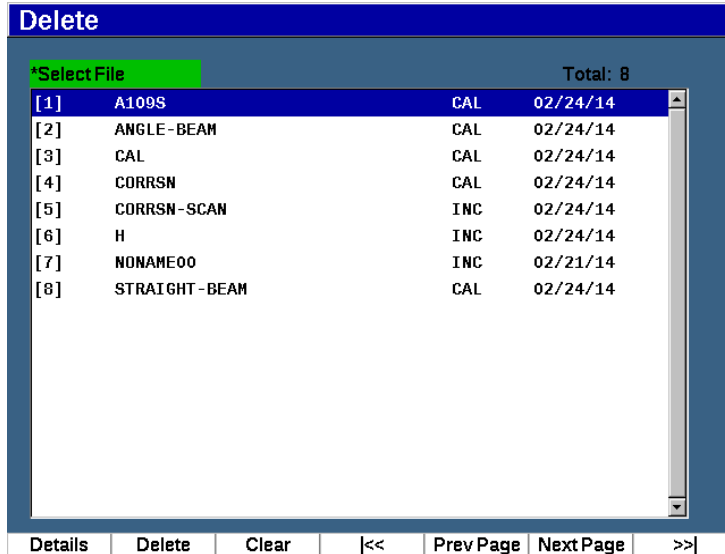 Delete
*Select File Total: 8
[1] A109S CAL 02/24/14
[2] ANGLE-BEAM CAL 02/24/14
[3] CAL CAL 02/24/14
[4] CORRSN CAL 02/24/14
[5] CORRSN-SCAN INC 02/24/14
[6] H INC 02/24/14
[7] NONAME00 INC 02/21/14
[8] STRAIGHT-BEAM CAL 02/24/14
Details Delete Clear |<< Prev Page Next Page >>|